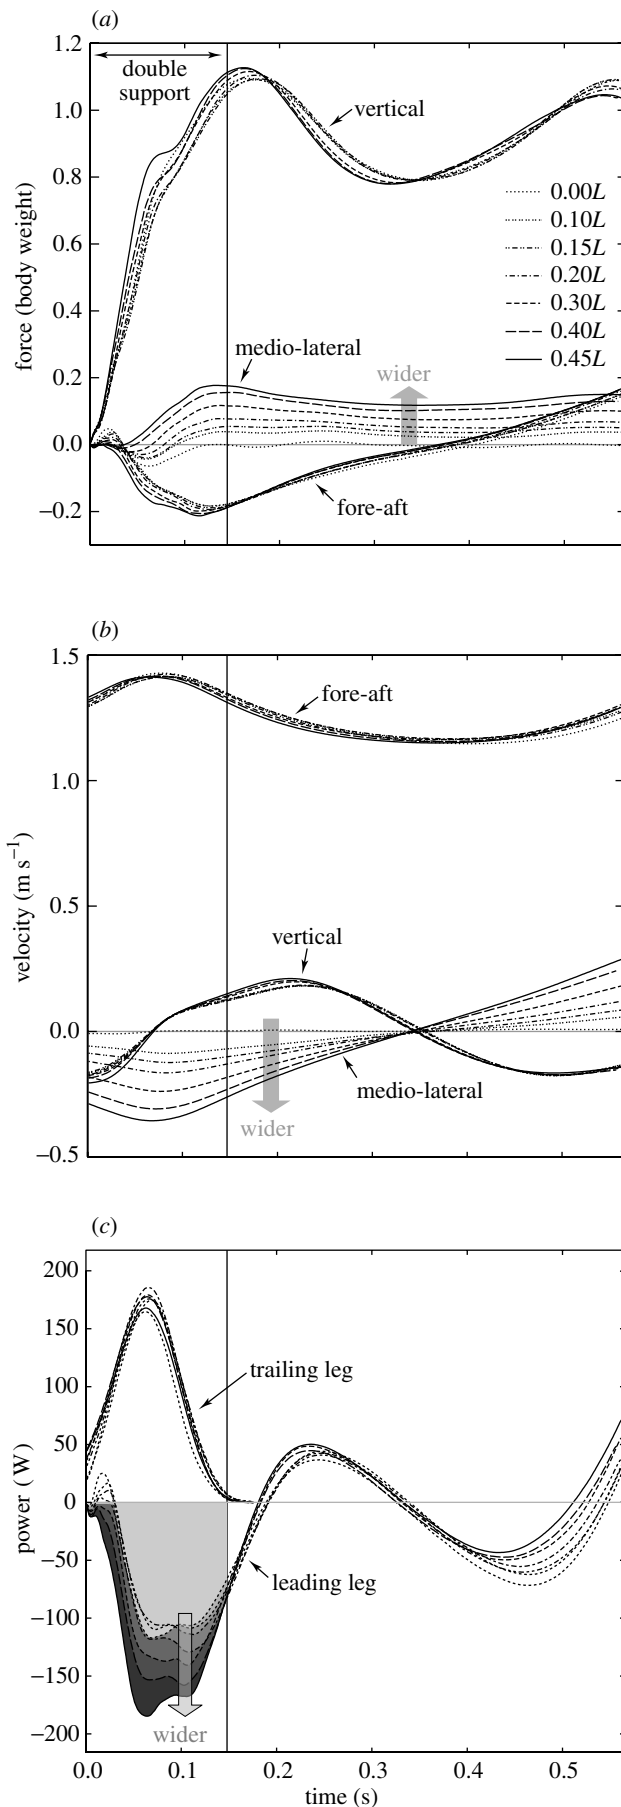 (a)
1.2
double
support
1.0
vertical
0.8
0.00L
0.10L
0.15L
0.6
0.20L
0.30L
0.4
0.40L
0.45L
force (body weight)
medio-lateral
wider
0.2
0.0
fore-aft
−0.2
(b)
1.5
fore-aft
1.0
velocity (m s⁻¹)
0.5
vertical
0.0
medio-lateral
wider
−0.5
(c)
200
150
trailing leg
100
50
power (W)
0
−50
leading leg
−100
−150
wider
−200
0.0 0.1 0.2 0.3 0.4 0.5
time (s)